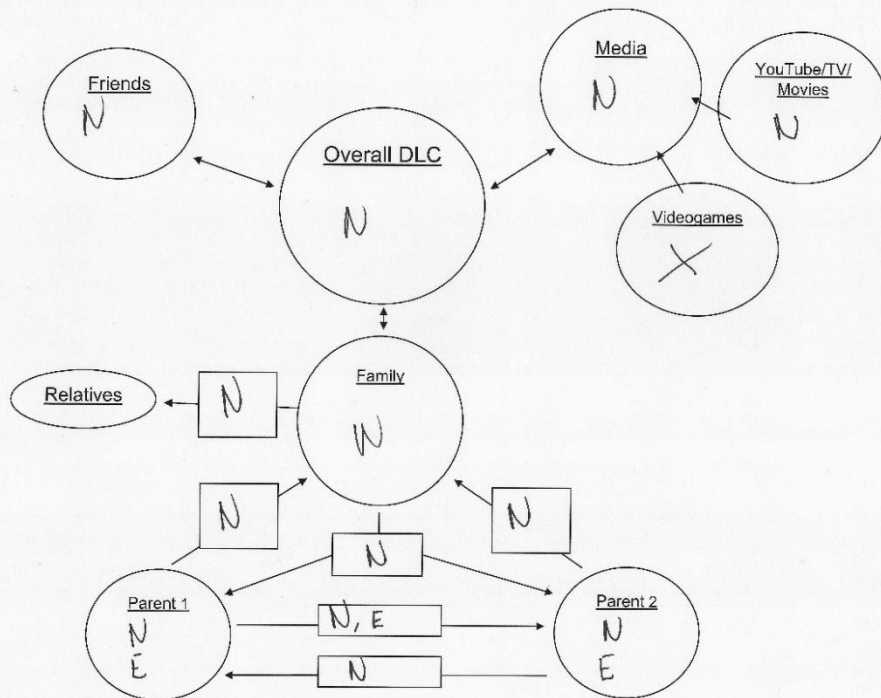 Friends
N
Media
N
YouTube/TV/
Movies
N
Overall DLC
N
Videogames
X
Family
N
Relatives
N
N
N
N
Parent 1
N
E
N, E
N
Parent 2
N
E